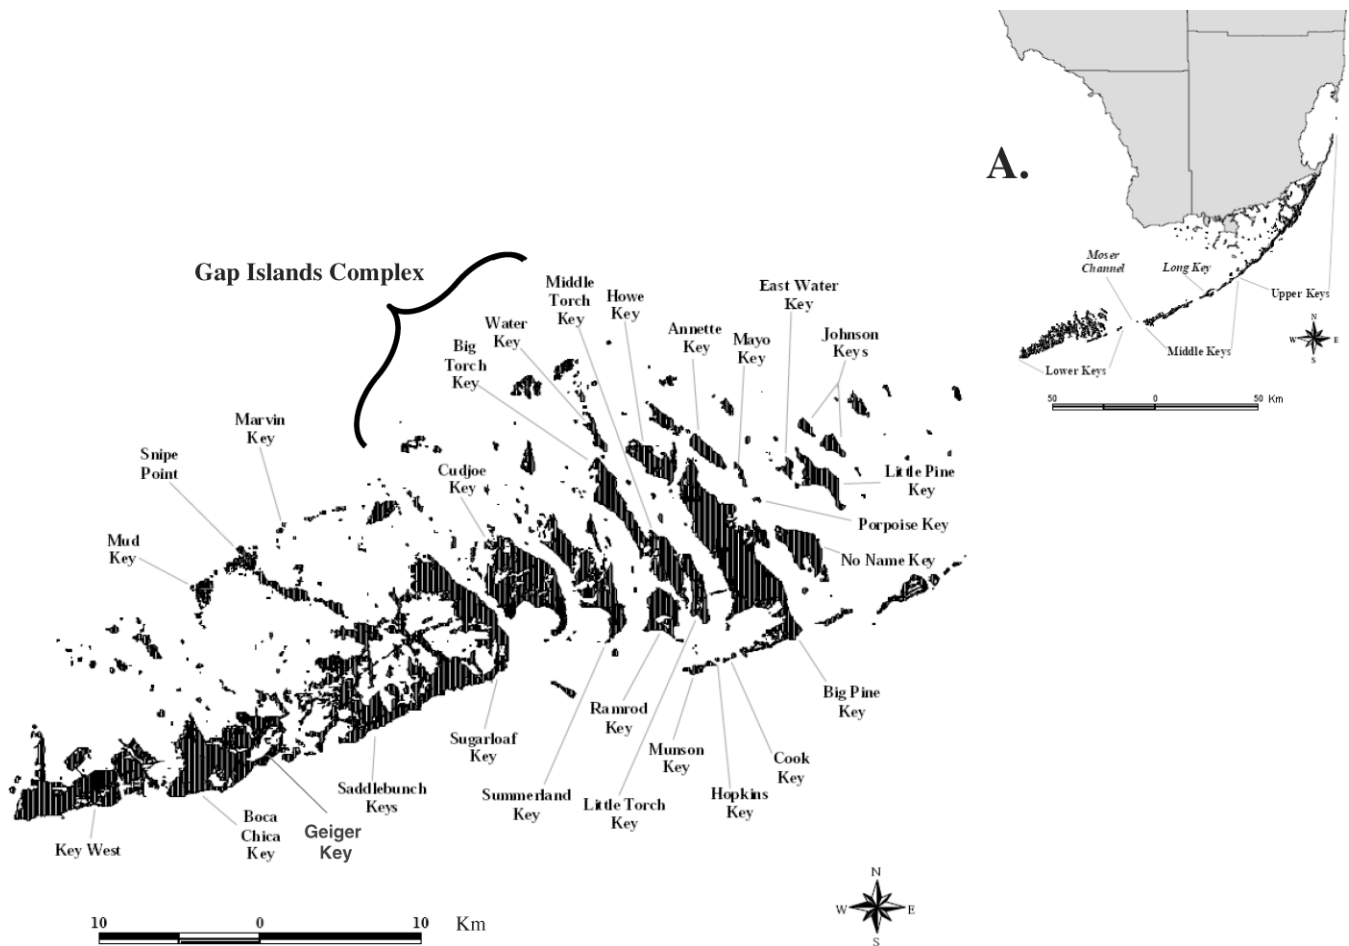 A.
Moser
Channel
Long Key
Upper Keys
N
W
E
S
Middle Keys
Lower Keys
50
0
50
Km
Gap Islands Complex
Middle
Torch
Key
Howe
Key
East Water
Key
Water
Key
Annette
Key
Mayo
Key
Johnson
Keys
Big
Torch
Key
Marvin
Key
Snipe
Point
Cudjoe
Key
Little Pine
Key
Porpoise Key
Mud
Key
No Name Key
Big Pine
Key
Ramrod
Key
Sugarloaf
Key
Munson
Key
Cook
Key
Saddlebunch
Keys
Summerland
Key
Little Torch
Key
Hopkins
Key
Boca
Chica
Key
Geiger
Key
Key West
N
W
E
S
10
0
10
Km